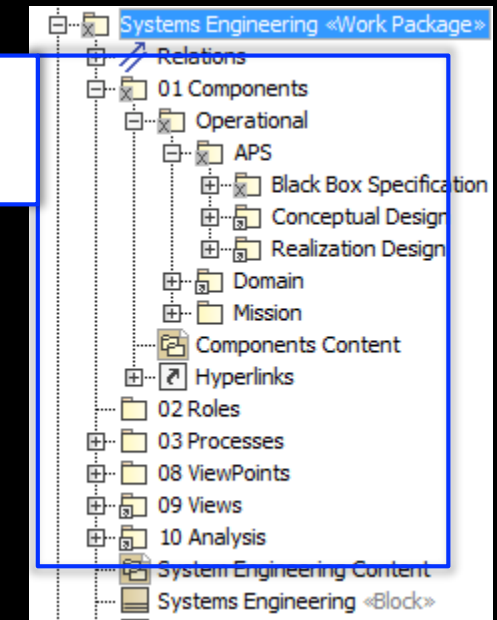 Systems Engineering «Work Package»
Relations
01 Components
Operational
APS
Black Box Specification
Conceptual Design
Realization Design
Domain
Mission
Components Content
Hyperlinks
02 Roles
03 Processes
08 ViewPoints
09 Views
10 Analysis
System Engineering Content
Systems Engineering «Block»